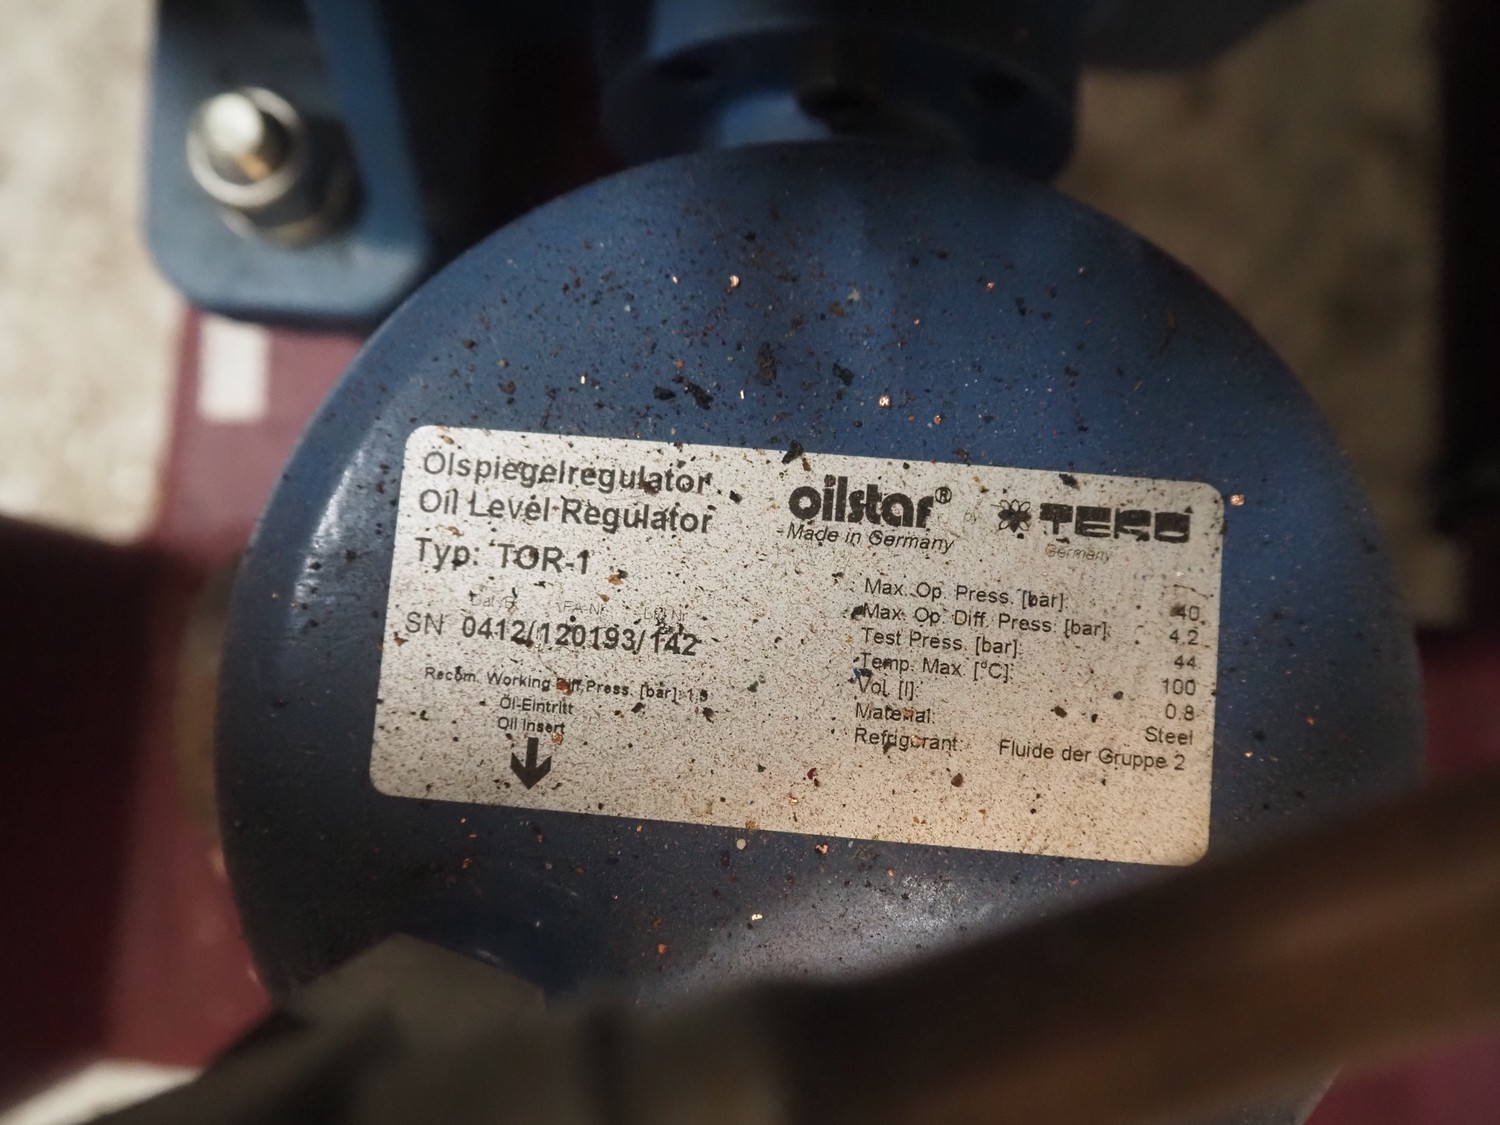 Ölspiegelregulator
Oil Level Regulator
Typ: TOR-1
SN 0412/120193/142
Recom. Working Diff.Press. [bar]: 1,5
Öl-Eintritt
Oil Insert
oilstar® by TEKO
Made in Germany
Germany
Max. Op. Press. [bar]: 40
Max. Op. Diff. Press. [bar]: 4.2
Test Press. [bar]: 44
Temp. Max. [°C]: 100
Vol. [l]: 0.8
Material: Steel
Refrigerant: Fluide der Gruppe 2